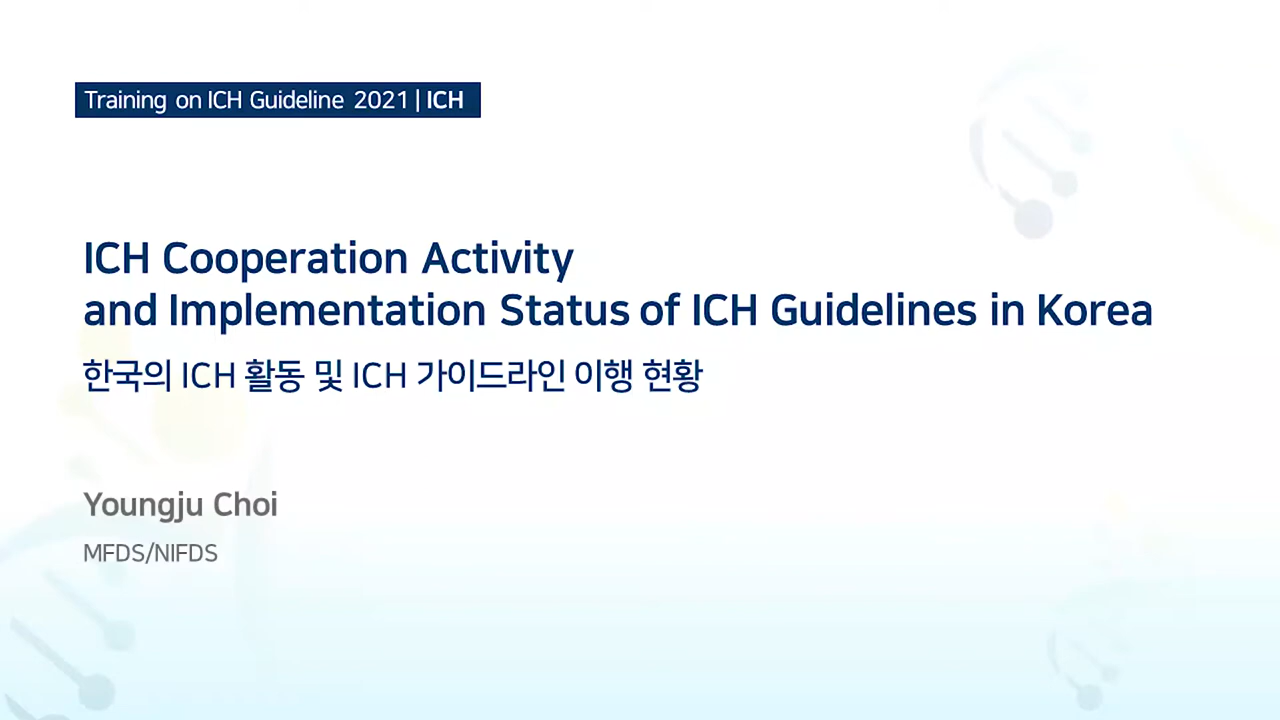 Training on ICH Guideline 2021 | ICH
ICH Cooperation Activity
and Implementation Status of ICH Guidelines in Korea
한국의 ICH 활동 및 ICH 가이드라인 이행 현황
Youngju Choi
MFDS/NIFDS